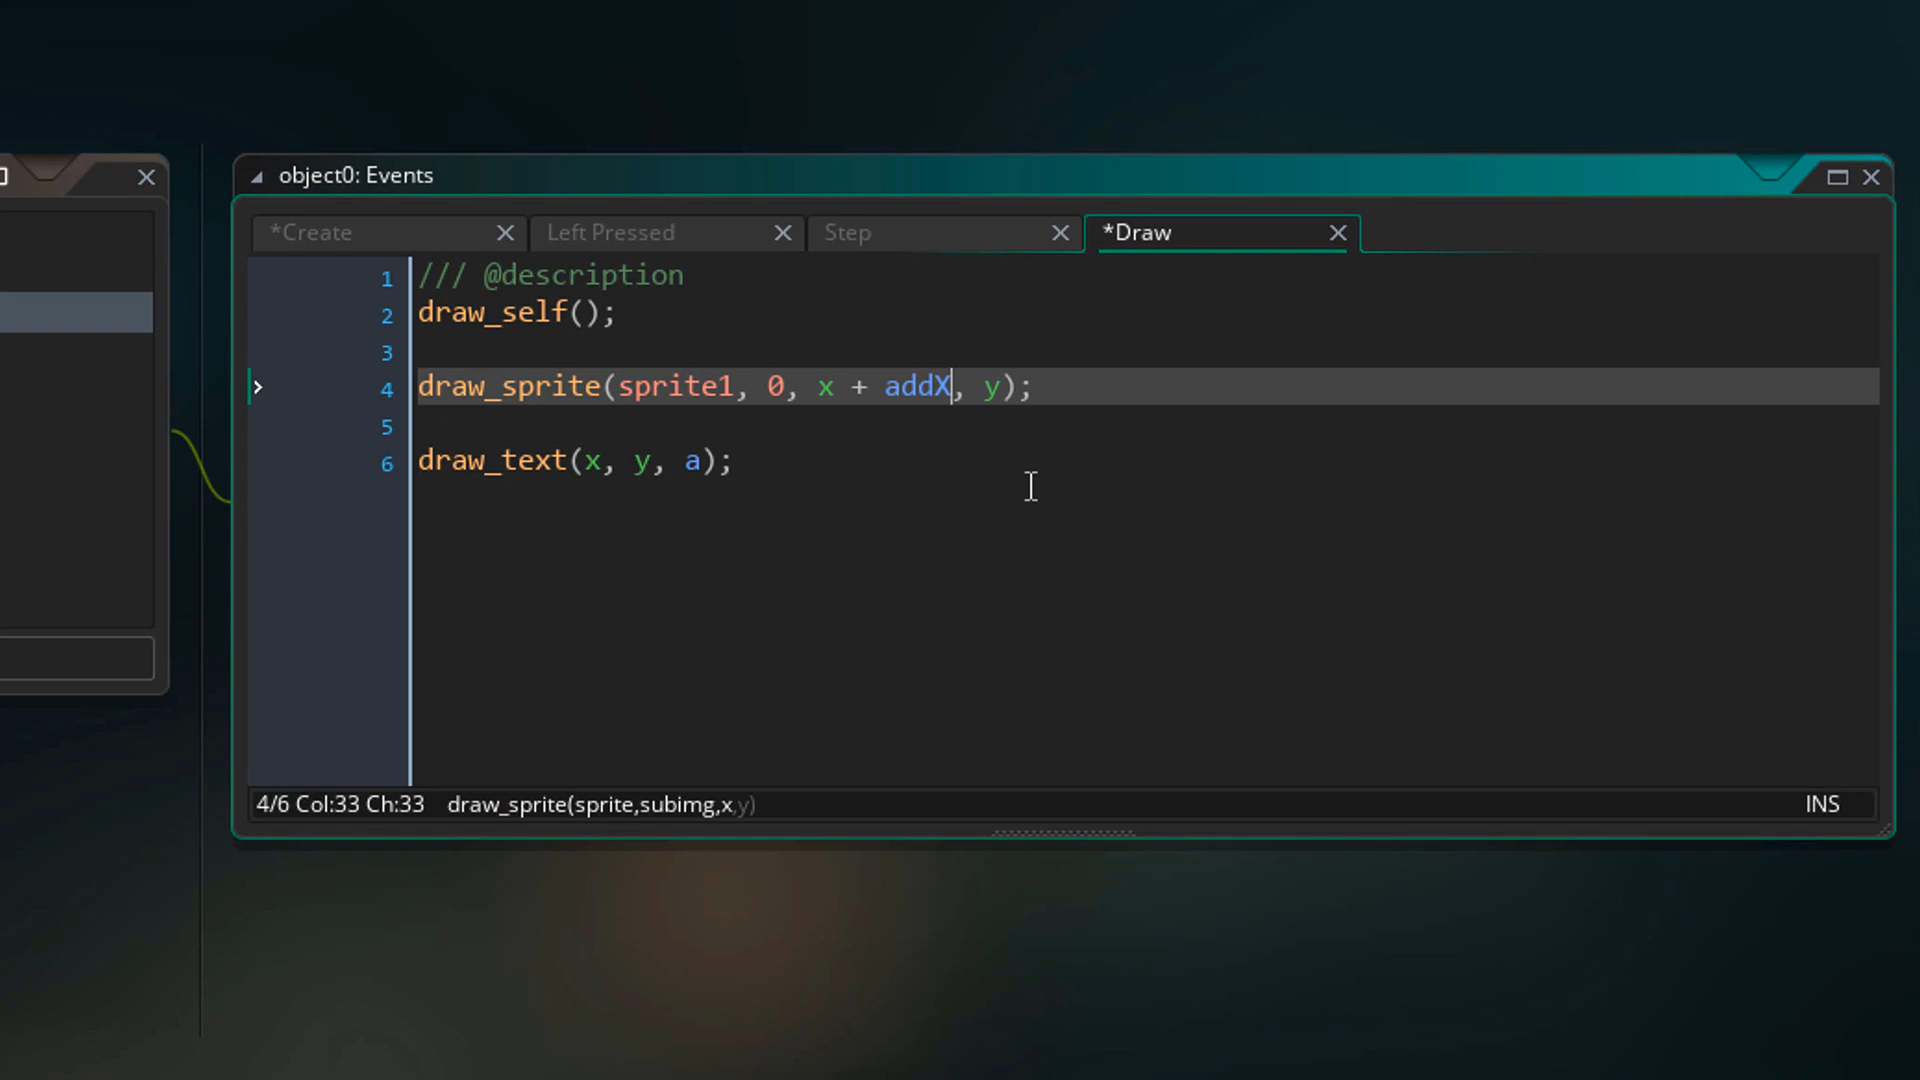 object0: Events
*Create
Left Pressed
Step
*Draw
1 /// @description
2 draw_self();
3
4 draw_sprite(sprite1, 0, x + addX, y);
5
6 draw_text(x, y, a);
4/6 Col:33 Ch:33 draw_sprite(sprite,subimg,x,y) INS